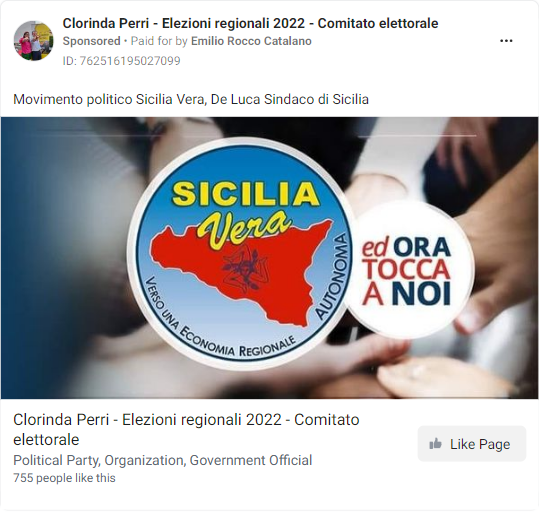 Clorinda Perri - Elezioni regionali 2022 - Comitato elettorale
Sponsored • Paid for by Emilio Rocco Catalano
ID: 762516195027099
Movimento politico Sicilia Vera, De Luca Sindaco di Sicilia
SICILIA
Vera
VERSO UNA ECONOMIA REGIONALE
AUTONOMA
ed ORA
TOCCA
A NOI
Clorinda Perri - Elezioni regionali 2022 - Comitato
elettorale
Political Party, Organization, Government Official
755 people like this
Like Page